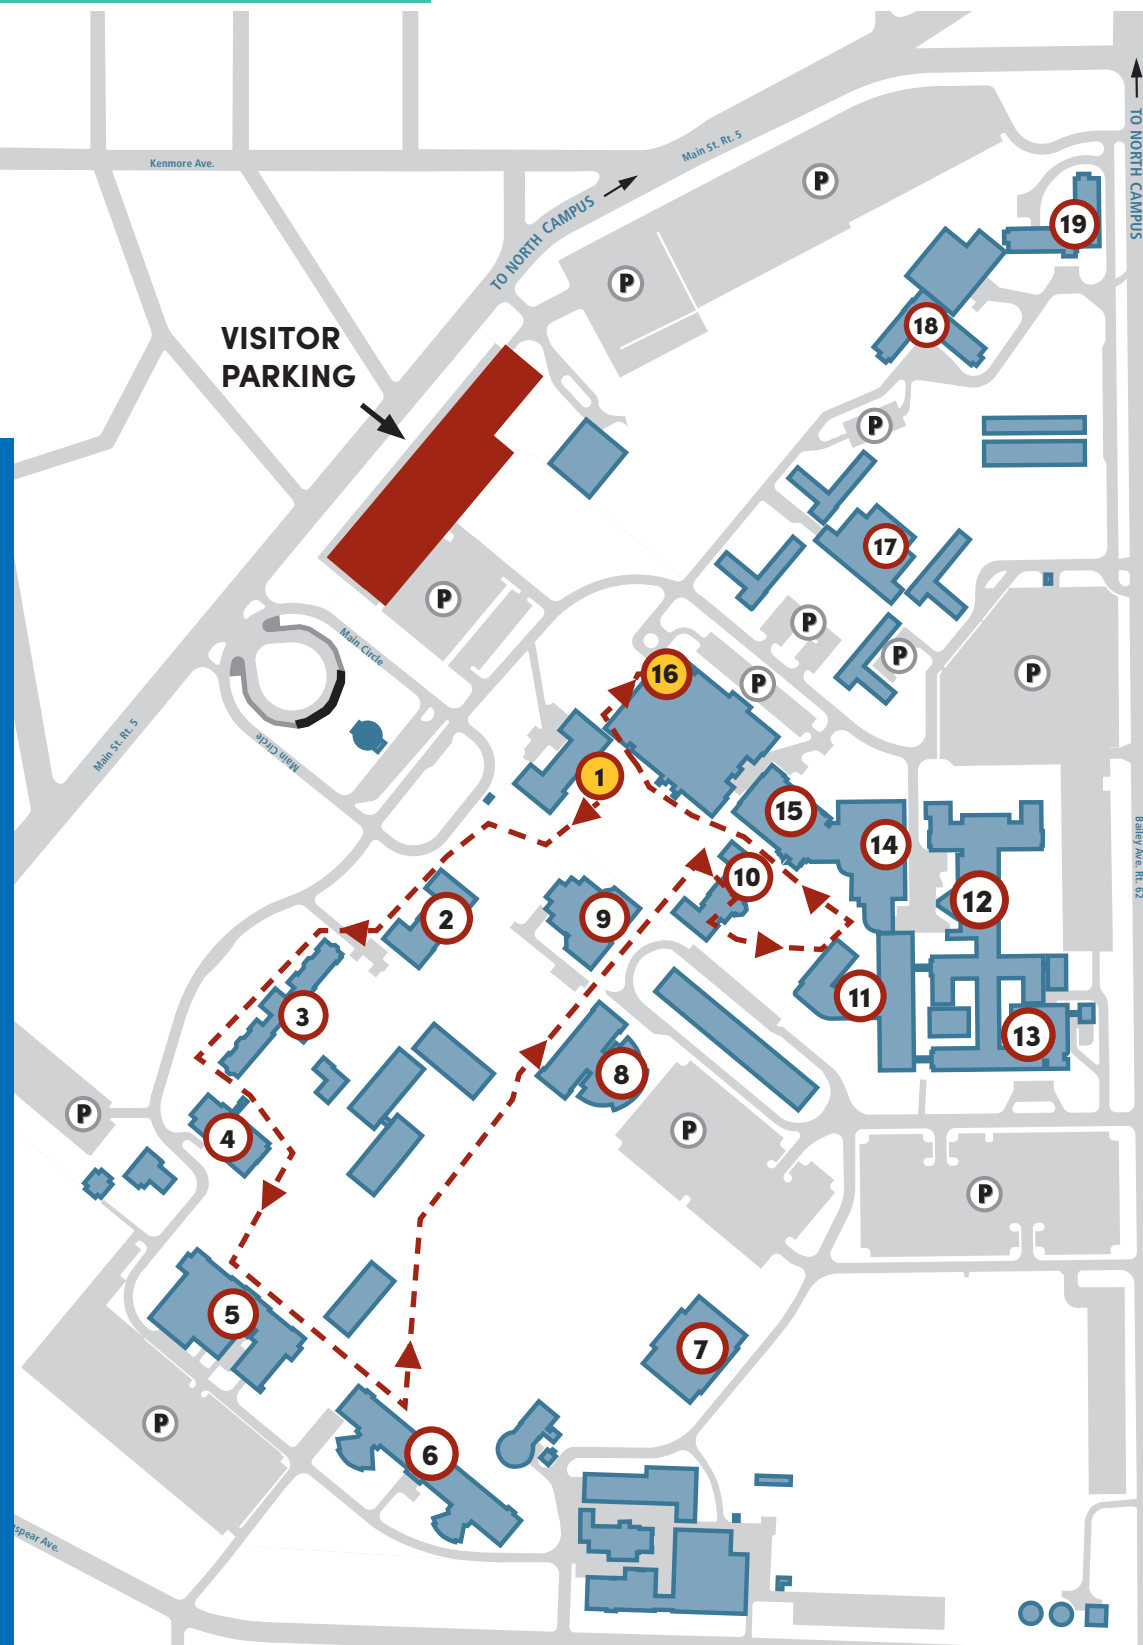 Kenmore Ave.
Main St. Rt. 5
TO NORTH CAMPUS
TO NORTH CAMPUS
P
P
19
18
VISITOR
PARKING
P
17
P
P
P
P
P
Main Circle
16
P
Main St. Rt. 5
Main Circle
1
15
14
Bailey Ave. Rt. 62
10
12
2
9
11
3
13
8
P
4
P
P
5
7
P
6
spear Ave.